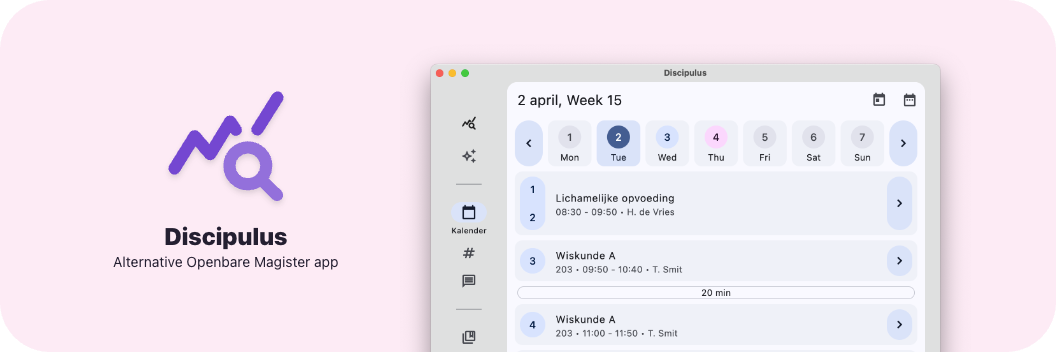 Discipulus
Alternative Openbare Magister app
Discipulus
2 april, Week 15
1 Mon
2 Tue
3 Wed
4 Thu
5 Fri
6 Sat
7 Sun
Kalender
#
1
2
Lichamelijke opvoeding
08:30 - 09:50 • H. de Vries
3
Wiskunde A
203 • 09:50 - 10:40 • T. Smit
20 min
4
Wiskunde A
203 • 11:00 - 11:50 • T. Smit